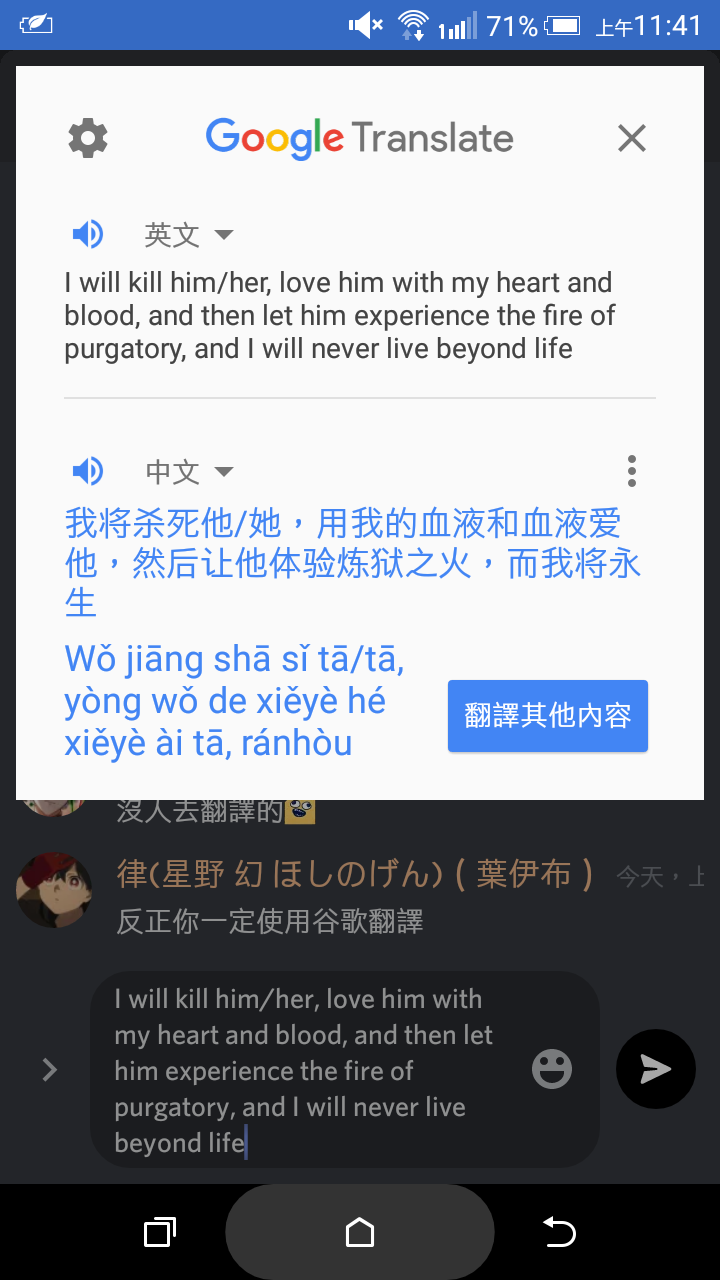 71% 上午11:41
Google Translate
英文
I will kill him/her, love him with my heart and
blood, and then let him experience the fire of
purgatory, and I will never live beyond life
中文
我将杀死他/她，用我的血液和血液爱
他，然后让他体验炼狱之火，而我将永
生
Wǒ jiāng shā sǐ tā/tā,
yòng wǒ de xiěyè hé
xiěyè ài tā, ránhòu
翻譯其他內容
沒人去翻譯的
律(星野 幻 ほしのげん) ( 葉伊布 ) 今天，上
反正你一定使用谷歌翻譯
I will kill him/her, love him with
my heart and blood, and then let
him experience the fire of
purgatory, and I will never live
beyond life